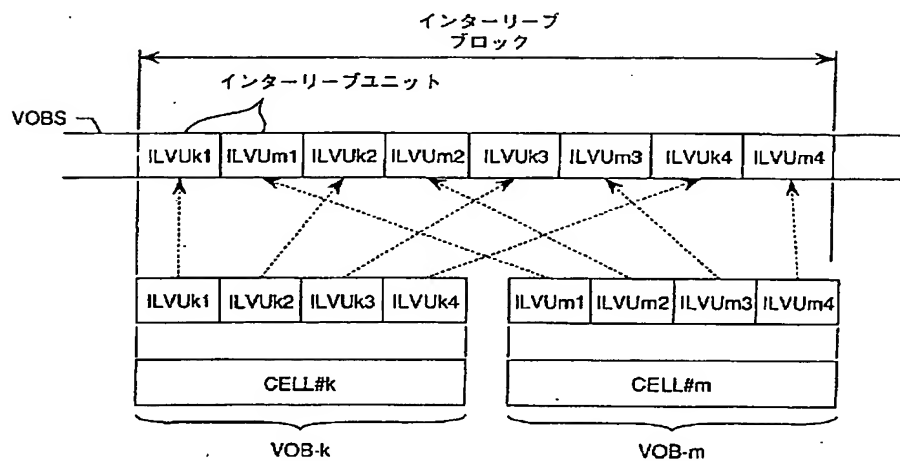 インターリーブ
ブロック
インターリーブユニット
VOBS
ILVUk1 ILVUm1 ILVUk2 ILVUm2 ILVUk3 ILVUm3 ILVUk4 ILVUm4
ILVUk1 ILVUk2 ILVUk3 ILVUk4 ILVUm1 ILVUm2 ILVUm3 ILVUm4
CELL#k CELL#m
VOB-k VOB-m